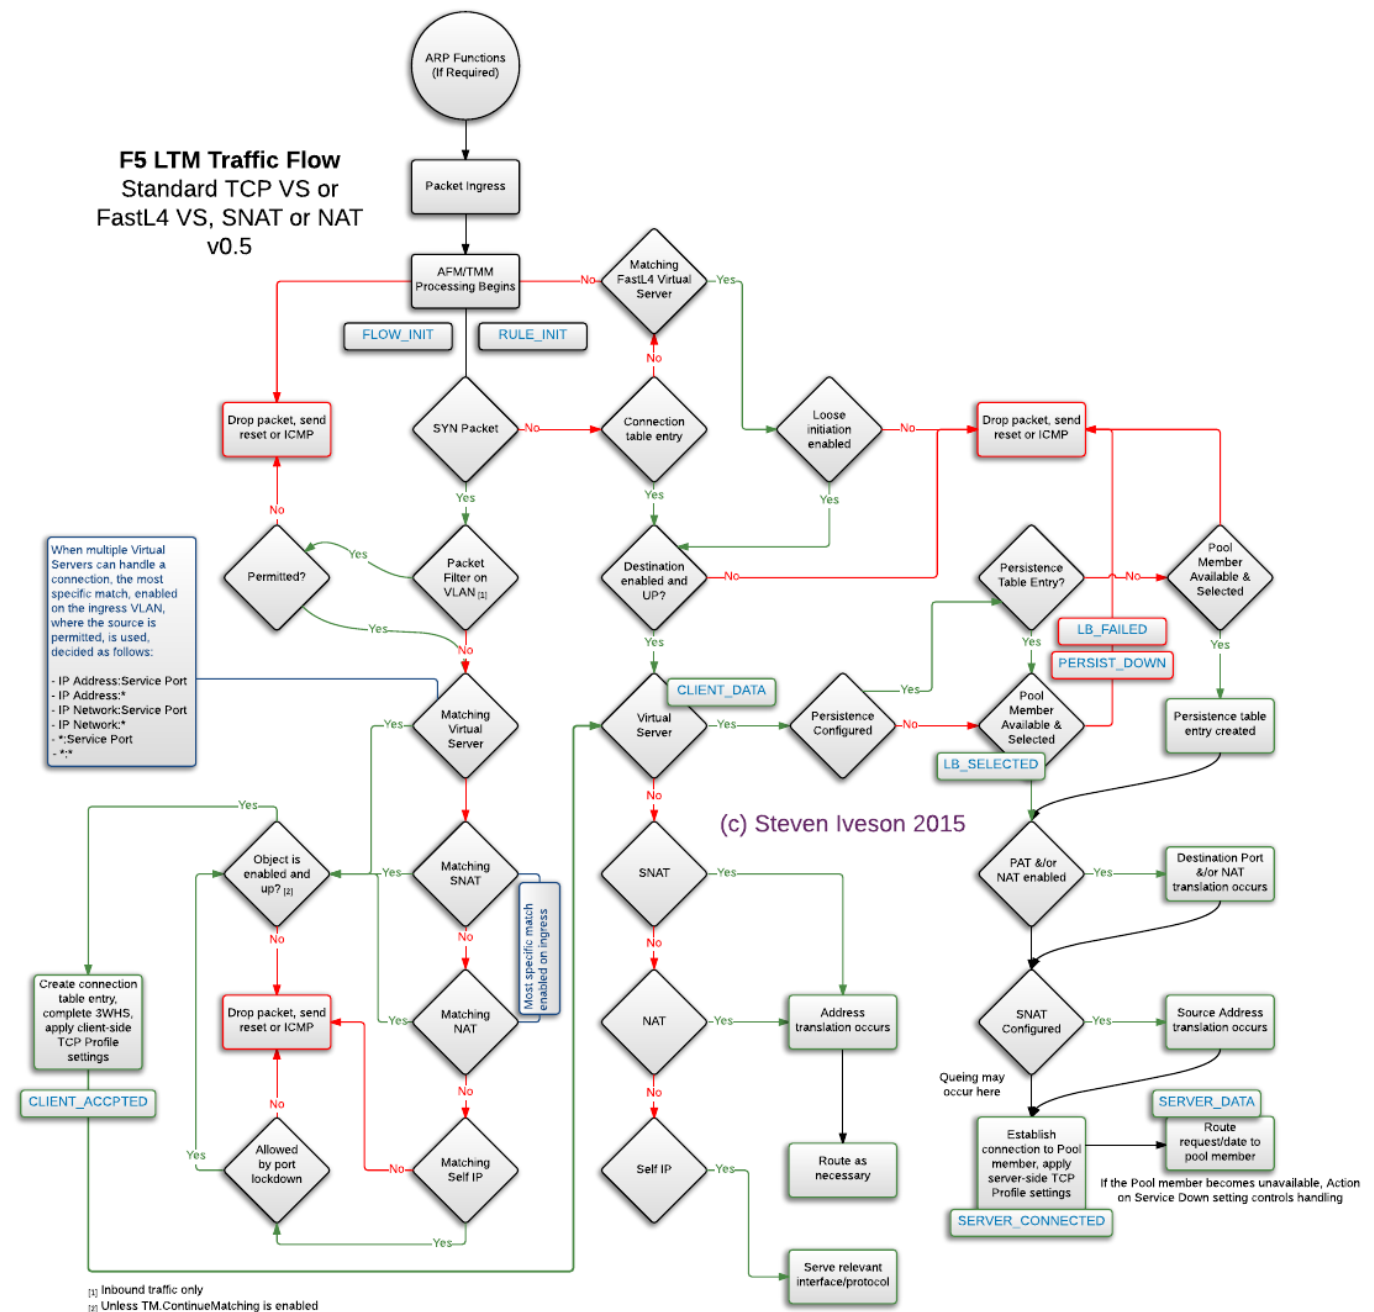 ARP Functions
(If Required)
F5 LTM Traffic Flow
Standard TCP VS or
FastL4 VS, SNAT or NAT
v0.5
Packet Ingress
AFM/TMM
Processing Begins
No
Matching
FastL4 Virtual
Server
Yes
FLOW_INIT
RULE_INIT
No
Drop packet, send
reset or ICMP
SYN Packet
No
Connection
table entry
Loose
initiation
enabled
No
Drop packet, send
reset or ICMP
Yes
Yes
Yes
No
When multiple Virtual
Servers can handle a
connection, the most
specific match, enabled
on the ingress VLAN,
where the source is
permitted, is used,
decided as follows:
- IP Address:Service Port
- IP Address:*
- IP Network:Service Port
- IP Network:*
- *:Service Port
- *:*
Permitted?
Yes
Packet
Filter on
VLAN [1]
Yes
No
Destination
enabled and
UP?
No
Yes
Persistence
Table Entry?
No
Pool
Member
Available &
Selected
Yes
LB_FAILED
PERSIST_DOWN
Yes
Matching
Virtual
Server
Yes
Virtual
Server
CLIENT_DATA
Yes
Persistence
Configured
Yes
No
Pool
Member
Available &
Selected
LB_SELECTED
Persistence table
entry created
No
(c) Steven Iveson 2015
Yes
Object is
enabled and
up? [2]
Yes
Matching
SNAT
Most specific match
enabled on ingress
SNAT
Yes
PAT &/or
NAT enabled
Yes
Destination Port
&/or NAT
translation occurs
No
No
No
Create connection
table entry,
complete 3WHS,
apply client-side
TCP Profile
settings
CLIENT_ACCPTED
Drop packet, send
reset or ICMP
Yes
Matching
NAT
NAT
Yes
Address
translation occurs
SNAT
Configured
Yes
Source Address
translation occurs
Queing may
occur here
No
No
No
Yes
Allowed
by port
lockdown
No
Matching
Self IP
Yes
Self IP
Yes
Route as
necessary
Establish
connection to Pool
member, apply
server-side TCP
Profile settings
SERVER_CONNECTED
SERVER_DATA
Route
request/date to
pool member
If the Pool member becomes unavailable, Action
on Service Down setting controls handling
Serve relevant
interface/protocol
[1] Inbound traffic only
[2] Unless TM.ContinueMatching is enabled